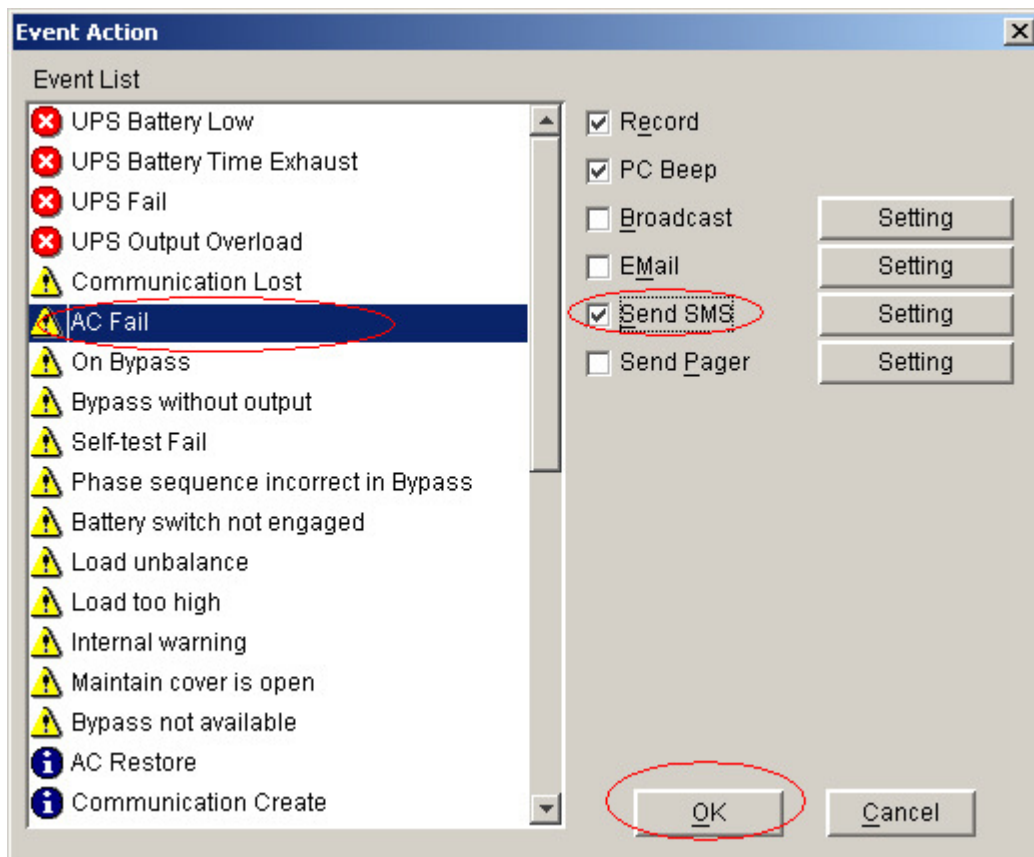 Event Action
Event List
UPS Battery Low
UPS Battery Time Exhaust
UPS Fail
UPS Output Overload
Communication Lost
AC Fail
On Bypass
Bypass without output
Self-test Fail
Phase sequence incorrect in Bypass
Battery switch not engaged
Load unbalance
Load too high
Internal warning
Maintain cover is open
Bypass not available
AC Restore
Communication Create
Record
PC Beep
Broadcast Setting
EMail Setting
Send SMS Setting
Send Pager Setting
OK Cancel